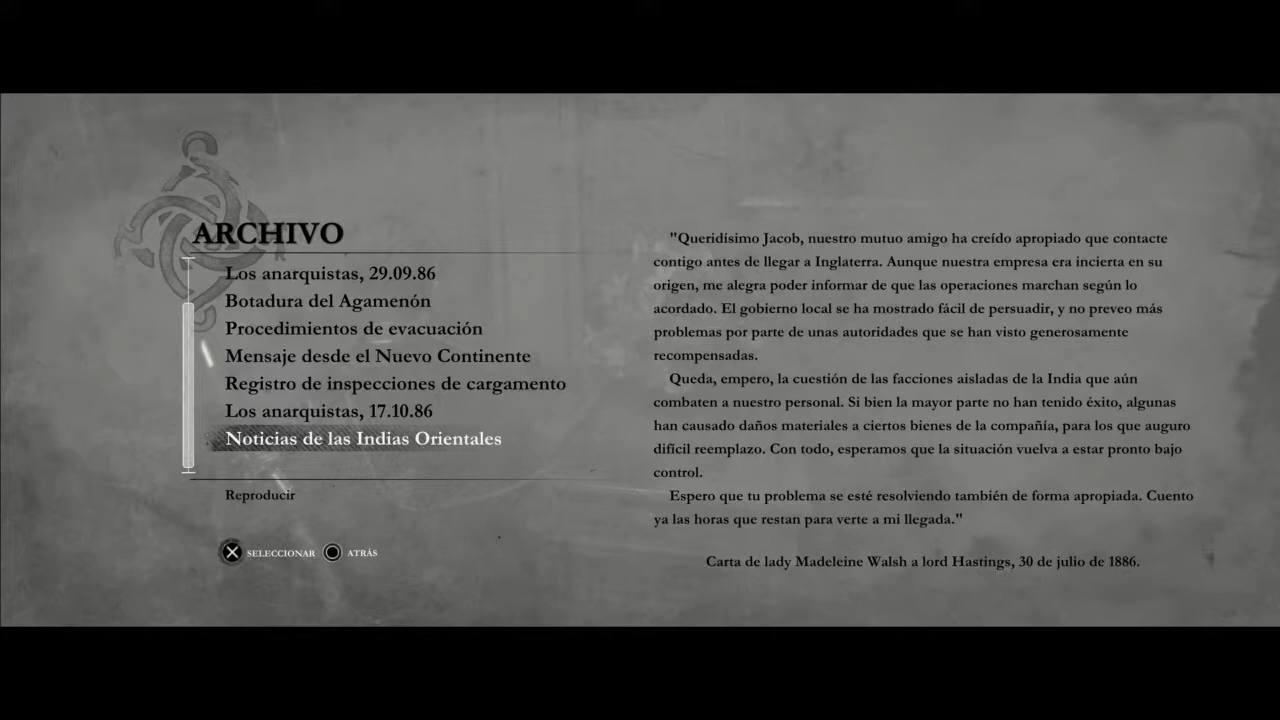 ARCHIVO
Los anarquistas, 29.09.86
Botadura del Agamenón
Procedimientos de evacuación
Mensaje desde el Nuevo Continente
Registro de inspecciones de cargamento
Los anarquistas, 17.10.86
Noticias de las Indias Orientales
Reproducir
SELECCIONAR ATRÁS
"Queridísimo Jacob, nuestro mutuo amigo ha creído apropiado que contacte
contigo antes de llegar a Inglaterra. Aunque nuestra empresa era incierta en su
origen, me alegra poder informar de que las operaciones marchan según lo
acordado. El gobierno local se ha mostrado fácil de persuadir, y no preveo más
problemas por parte de unas autoridades que se han visto generosamente
recompensadas.
Queda, empero, la cuestión de las facciones aisladas de la India que aún
combaten a nuestro personal. Si bien la mayor parte no han tenido éxito, algunas
han causado daños materiales a ciertos bienes de la compañía, para los que auguro
difícil reemplazo. Con todo, esperamos que la situación vuelva a estar pronto bajo
control.
Espero que tu problema se esté resolviendo también de forma apropiada. Cuento
ya las horas que restan para verte a mi llegada."
Carta de lady Madeleine Walsh a lord Hastings, 30 de julio de 1886.